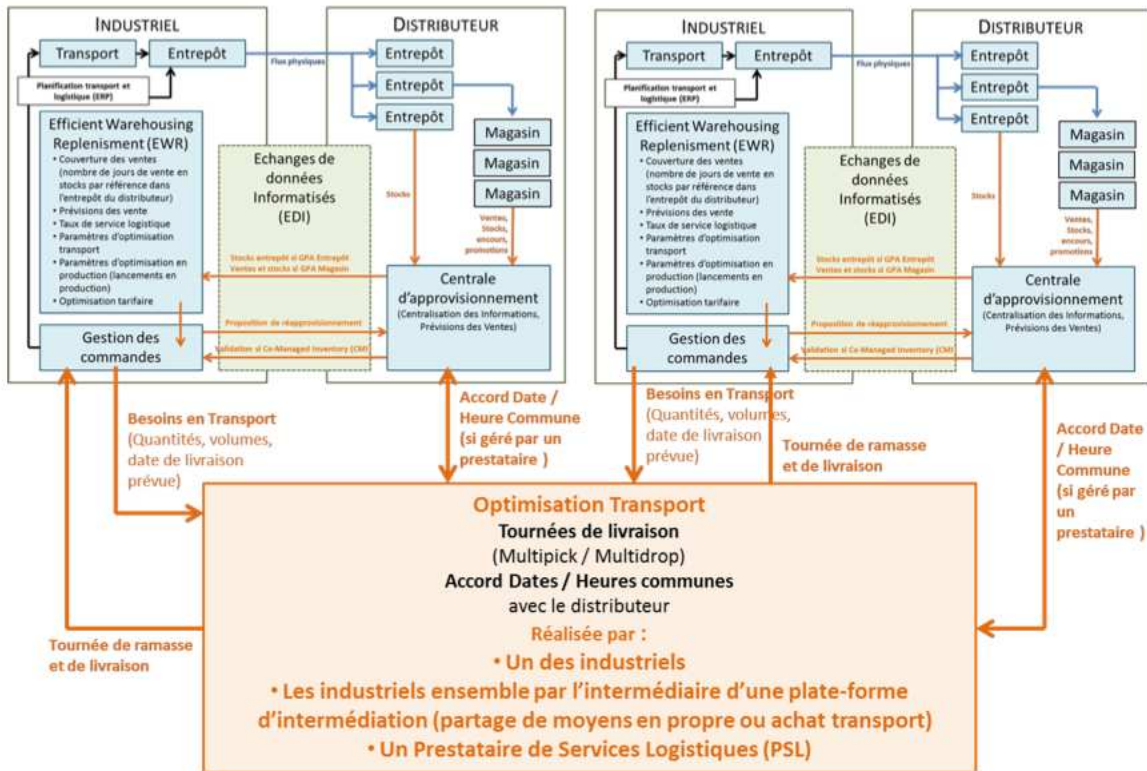 INDUSTRIEL
DISTRIBUTEUR
Transport
Entrepôt
Flux physiques
Entrepôt
Entrepôt
Entrepôt
Planification transport et
logistique (ERP)
Efficient Warehousing
Replenisment (EWR)
• Couverture des ventes
(nombre de jours de vente en
stocks par référence dans
l'entrepôt du distributeur)
• Prévisions des vente
• Taux de service logistique
• Paramètres d'optimisation
transport
• Paramètres d'optimisation en
production (lancements en
production)
• Optimisation tarifaire
Echanges de
données
Informatisés
(EDI)
Stocks
Magasin
Magasin
Magasin
Ventes,
Stocks,
encours,
promotions
Stocks entrepôt si GPA Entrepôt
Ventes et stocks si GPA Magasin
Centrale
d'approvisionnement
(Centralisation des Informations,
Prévisions des Ventes)
Gestion des
commandes
Proposition de réapprovisionnement
Validation si Co-Managed Inventory (CMI)
INDUSTRIEL
DISTRIBUTEUR
Transport
Entrepôt
Flux physiques
Entrepôt
Entrepôt
Entrepôt
Planification transport et
logistique (ERP)
Efficient Warehousing
Replenisment (EWR)
• Couverture des ventes
(nombre de jours de vente en
stocks par référence dans
l'entrepôt du distributeur)
• Prévisions des vente
• Taux de service logistique
• Paramètres d'optimisation
transport
• Paramètres d'optimisation en
production (lancements en
production)
• Optimisation tarifaire
Echanges de
données
Informatisés
(EDI)
Stocks
Magasin
Magasin
Magasin
Ventes,
Stocks,
encours,
promotions
Stocks entrepôt si GPA Entrepôt
Ventes et stocks si GPA Magasin
Centrale
d'approvisionnement
(Centralisation des Informations,
Prévisions des Ventes)
Gestion des
commandes
Proposition de réapprovisionnement
Validation si Co-Managed Inventory (CMI)
Besoins en Transport
(Quantités, volumes,
date de livraison
prévue)
Accord Date /
Heure Commune
(si géré par un
prestataire )
Besoins en Transport
(Quantités, volumes,
date de livraison
prévue)
Tournée de ramasse
et de livraison
Accord Date
/ Heure
Commune
(si géré par
un
prestataire )
Optimisation Transport
Tournées de livraison
(Multipick / Multidrop)
Accord Dates / Heures communes
avec le distributeur
Réalisée par :
• Un des industriels
• Les industriels ensemble par l'intermédiaire d'une plate-forme
d'intermédiation (partage de moyens en propre ou achat transport)
• Un Prestataire de Services Logistiques (PSL)
Tournée de ramasse
et de livraison